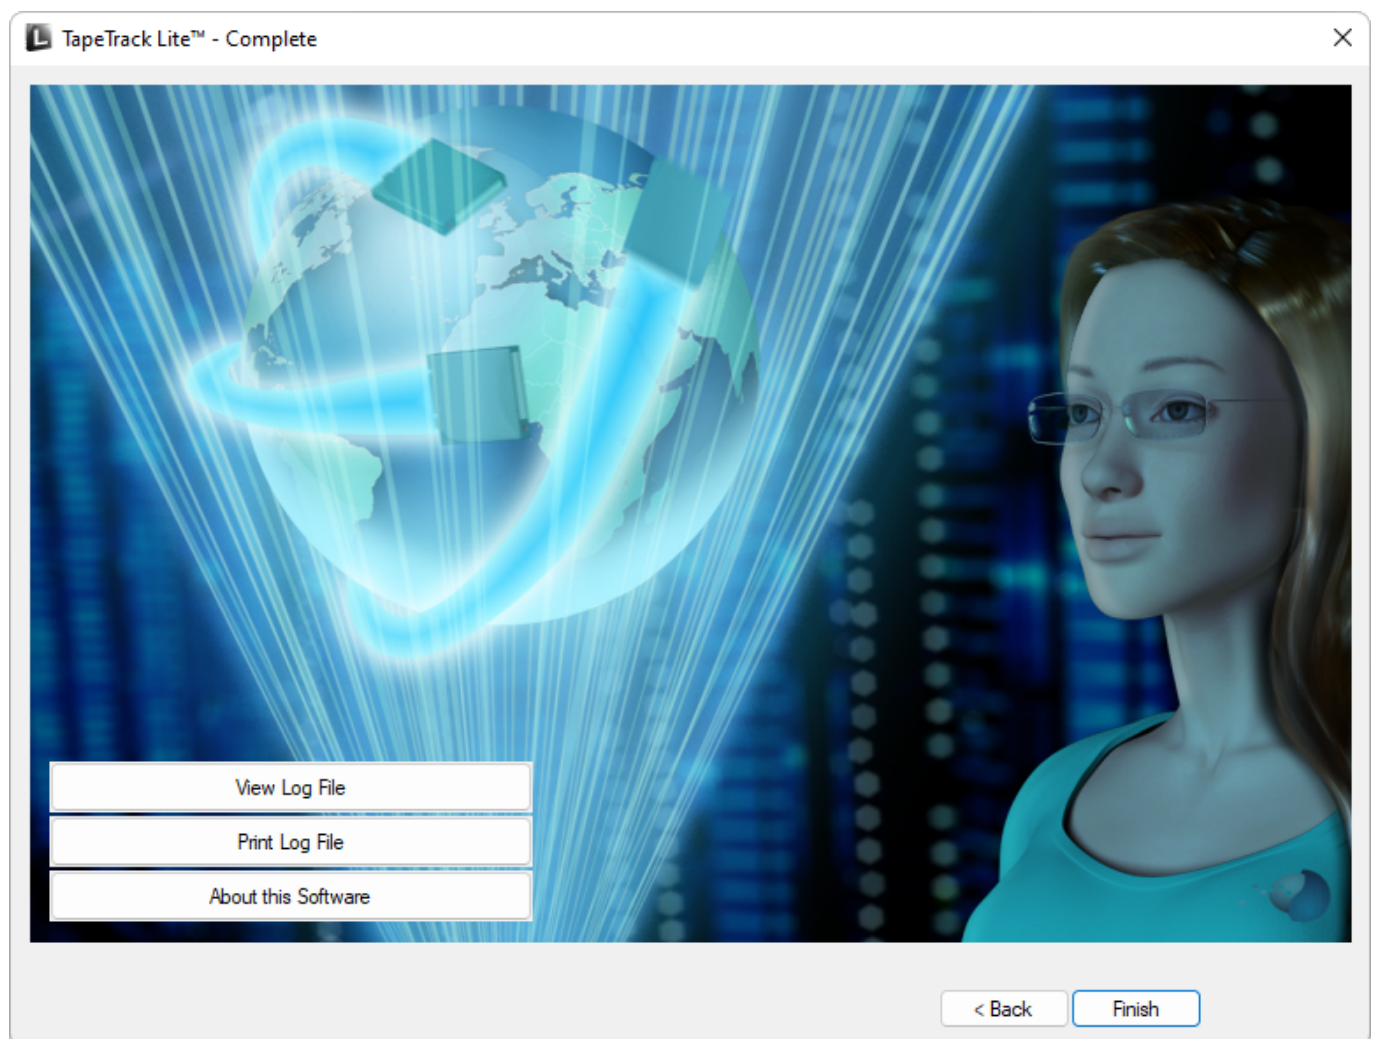 TapeTrack Lite™ - Complete
View Log File
Print Log File
About this Software
< Back
Finish